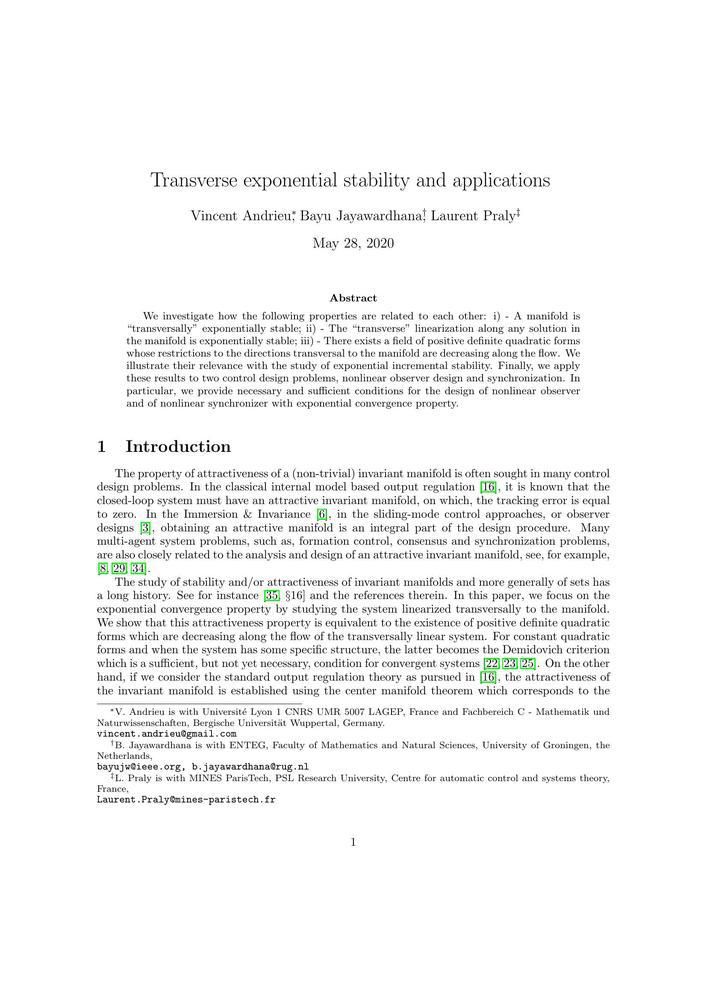 Transverse exponential stability and applications
Vincent Andrieu*, Bayu Jayawardhana†, Laurent Praly‡
May 28, 2020
Abstract
We investigate how the following properties are related to each other: i) - A manifold is
"transversally" exponentially stable; ii) - The "transverse" linearization along any solution in
the manifold is exponentially stable; iii) - There exists a field of positive definite quadratic forms
whose restrictions to the directions transversal to the manifold are decreasing along the flow. We
illustrate their relevance with the study of exponential incremental stability. Finally, we apply
these results to two control design problems, nonlinear observer design and synchronization. In
particular, we provide necessary and sufficient conditions for the design of nonlinear observer
and of nonlinear synchronizer with exponential convergence property.
1 Introduction
The property of attractiveness of a (non-trivial) invariant manifold is often sought in many control
design problems. In the classical internal model based output regulation [16], it is known that the
closed-loop system must have an attractive invariant manifold, on which, the tracking error is equal
to zero. In the Immersion & Invariance [6], in the sliding-mode control approaches, or observer
designs [3], obtaining an attractive manifold is an integral part of the design procedure. Many
multi-agent system problems, such as, formation control, consensus and synchronization problems,
are also closely related to the analysis and design of an attractive invariant manifold, see, for example,
[8, 29, 34].
The study of stability and/or attractiveness of invariant manifolds and more generally of sets has
a long history. See for instance [35, §16] and the references therein. In this paper, we focus on the
exponential convergence property by studying the system linearized transversally to the manifold.
We show that this attractiveness property is equivalent to the existence of positive definite quadratic
forms which are decreasing along the flow of the transversally linear system. For constant quadratic
forms and when the system has some specific structure, the latter becomes the Demidovich criterion
which is a sufficient, but not yet necessary, condition for convergent systems [22, 23, 25]. On the other
hand, if we consider the standard output regulation theory as pursued in [16], the attractiveness of
the invariant manifold is established using the center manifold theorem which corresponds to the
*V. Andrieu is with Université Lyon 1 CNRS UMR 5007 LAGEP, France and Fachbereich C - Mathematik und
Naturwissenschaften, Bergische Universität Wuppertal, Germany.
vincent.andrieu@gmail.com
†B. Jayawardhana is with ENTEG, Faculty of Mathematics and Natural Sciences, University of Groningen, the
Netherlands,
bayujw@ieee.org, b.jayawardhana@rug.nl
‡L. Praly is with MINES ParisTech, PSL Research University, Centre for automatic control and systems theory,
France,
Laurent.Praly@mines-paristech.fr
1